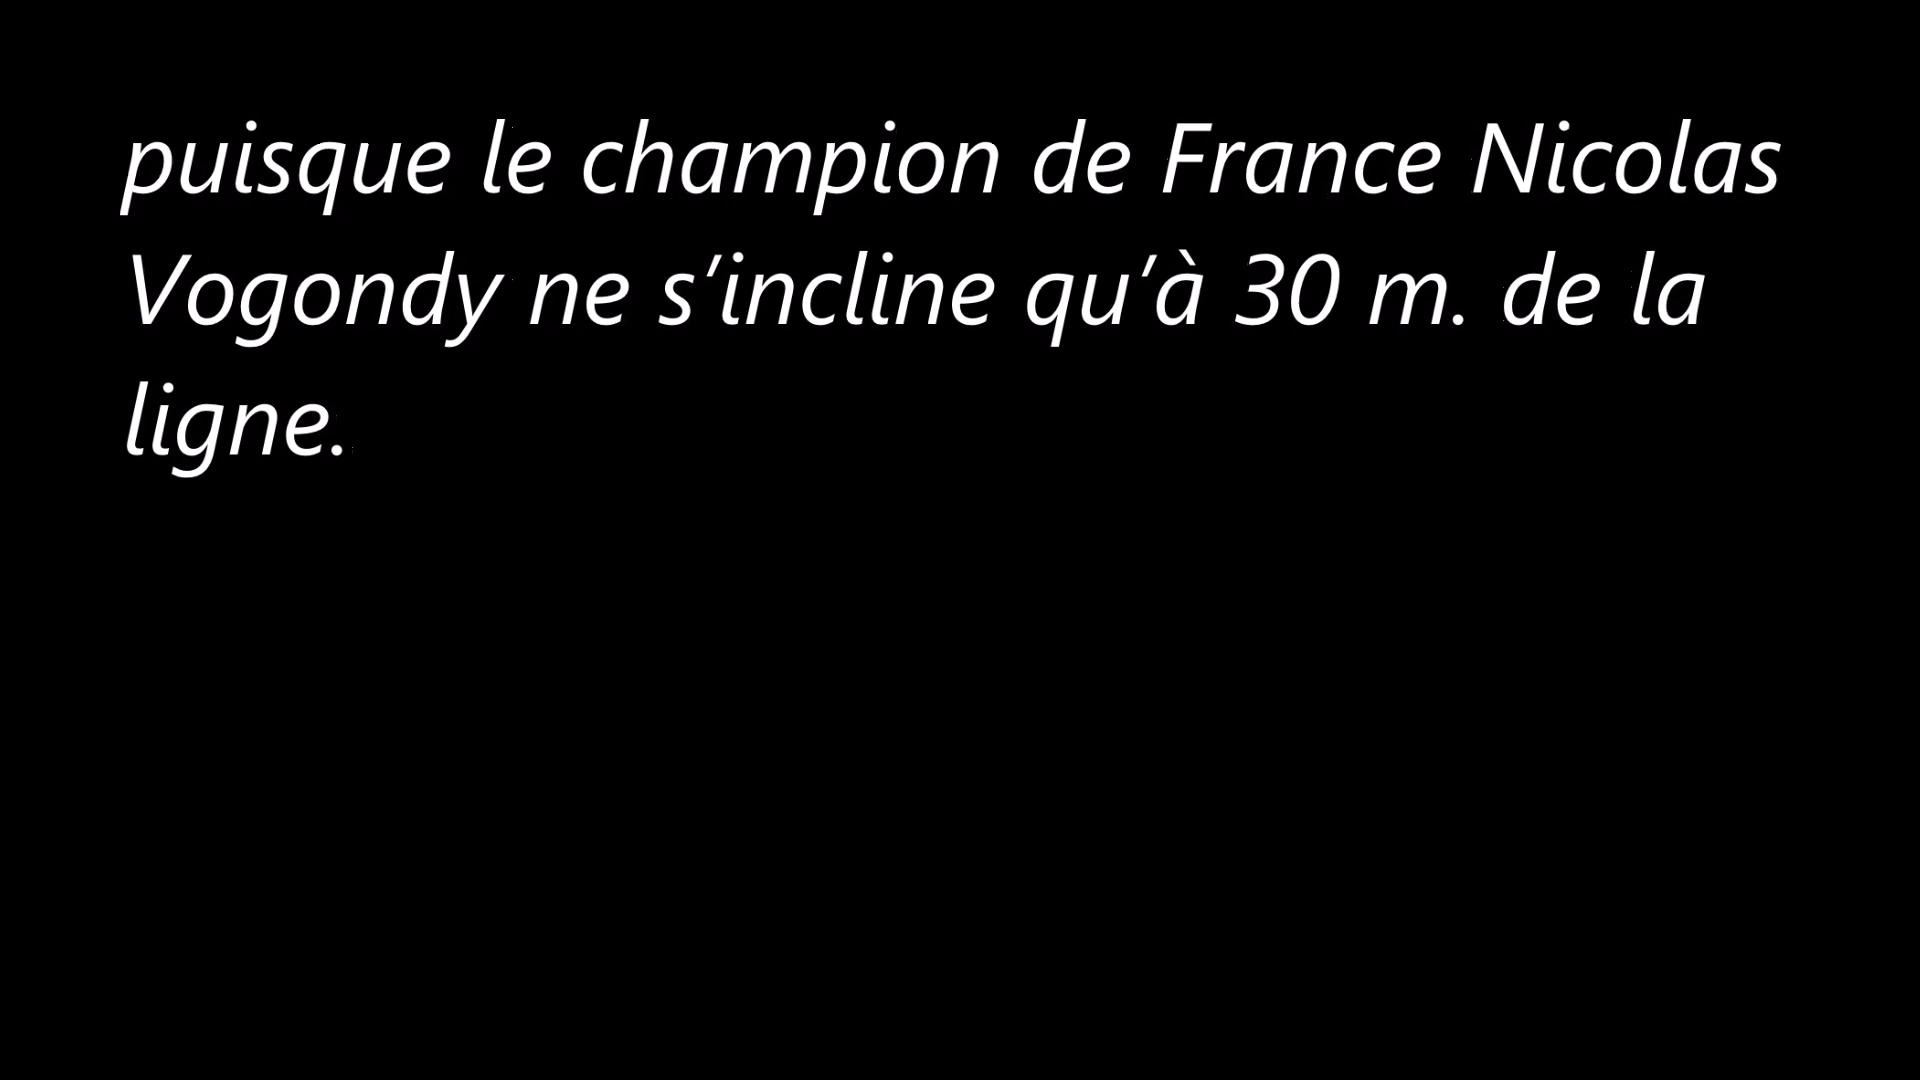 puisque le champion de France Nicolas
Vogondy ne s’incline qu’à 30 m. de la
ligne.